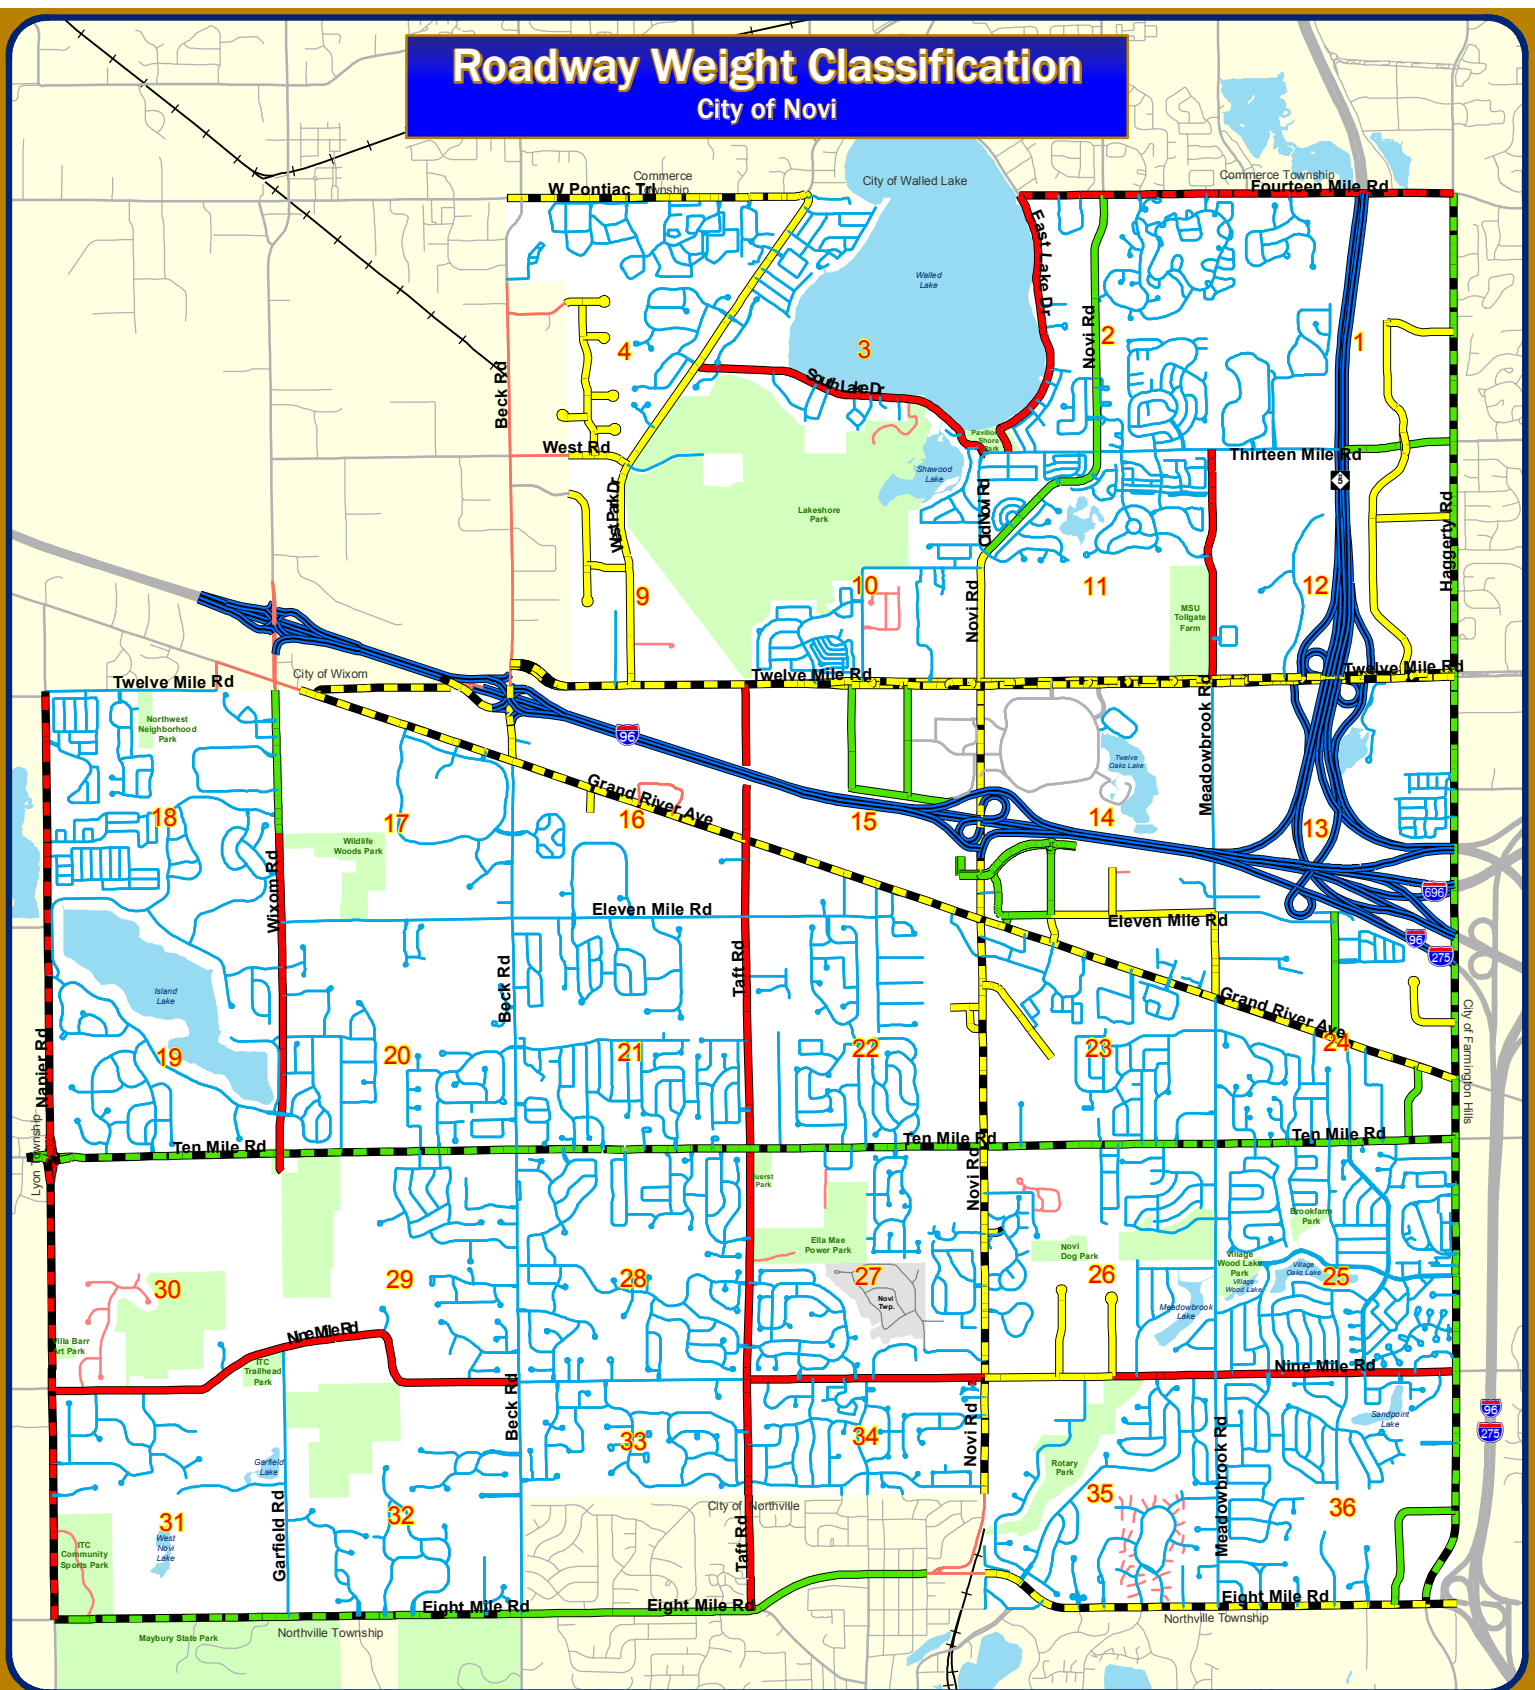 Roadway Weight Classification
City of Novi
Commerce
Township
W Pontiac Trl
City of Walled Lake
Commerce Township
Fourteen Mile Rd
East Lake Dr
Walled
Lake
Novi Rd
2
1
3
4
Beck Rd
South Lake Dr
West Rd
Pavilion
Shore
Park
Thirteen Mile Rd
Shawood
Lake
5
West Park Dr
Lakeshore
Park
Old Novi Rd
Haggerty Rd
9
10
11
12
Novi Rd
MSU
Tollgate
Farm
City of Wixom
Twelve Mile Rd
Twelve Mile Rd
Twelve Mile Rd
Northwest
Neighborhood
Park
96
Meadowbrook Rd
Twelve
Oaks Lake
Grand River Ave
18
17
16
15
14
13
Wildlife
Woods Park
Wixom Rd
696
Eleven Mile Rd
Eleven Mile Rd
96
275
Taft Rd
Beck Rd
Island
Lake
Grand River Ave
City of Farmington Hills
Napier Rd
19
20
21
22
23
24
Lyon Township
Ten Mile Rd
Ten Mile Rd
Ten Mile Rd
Novi Rd
Fuerst
Park
Brookfarm
Park
Ella Mae
Power Park
Novi
Dog Park
Village
Wood Lake
Park
Village
Wood Lake
Village
Oaks Lake
30
29
28
27
26
25
Novi
Twp.
Meadowbrook
Lake
Villa Barr
Art Park
Nine Mile Rd
ITC
Trailhead
Park
Nine Mile Rd
Beck Rd
Novi Rd
Sandpoint
Lake
96
275
33
34
Meadowbrook Rd
Garfield
Lake
Rotary
Park
35
36
Garfield Rd
City of Northville
31
32
Taft Rd
West
Novi
Lake
ITC
Community
Sports Park
Eight Mile Rd
Eight Mile Rd
Eight Mile Rd
Northville Township
Northville Township
Maybury State Park